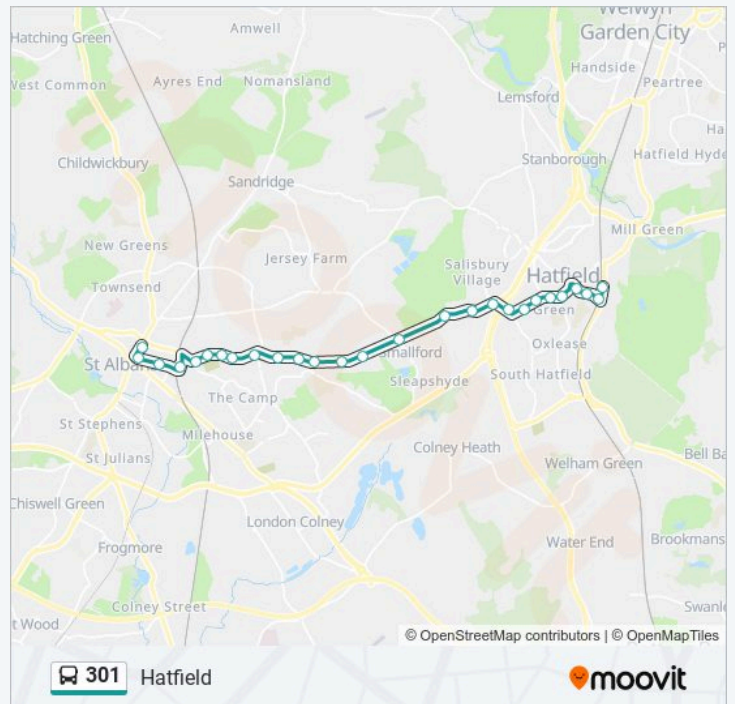 Welwyn
Garden City
Hatching Green
Amwell
Handside
West Common
Ayres End
Nomansland
Peartree
Lemsford
Ha
Childwickbury
Stanborough
Hatfield Hyde
Sandridge
Mill Green
New Greens
Jersey Farm
Salisbury
Village
Hatfield
Townsend
Green
St Alban
Smallford
Oxlease
Sleapshyde
South Hatfield
The Camp
St Stephens
Milehouse
St Julians
Colney Heath
Bell Ba
Welham Green
Chiswell Green
London Colney
Frogmore
Water End
Brookmans
Colney Street
Swanle
t Wood
© OpenStreetMap contributors | © OpenMapTiles
301 Hatfield
moovit